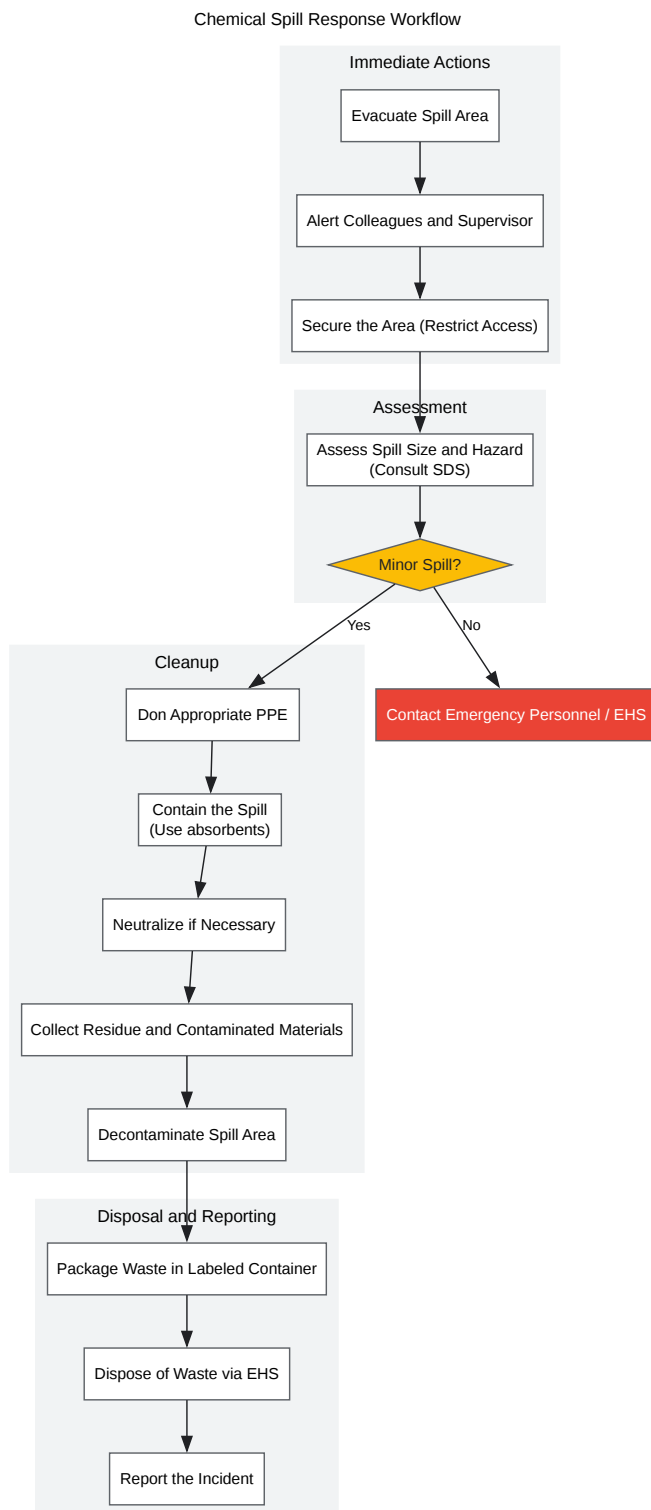 Chemical Spill Response Workflow
Immediate Actions
Evacuate Spill Area
Alert Colleagues and Supervisor
Secure the Area (Restrict Access)
Assessment
Assess Spill Size and Hazard
(Consult SDS)
Minor Spill?
Yes
No
Cleanup
Don Appropriate PPE
Contact Emergency Personnel / EHS
Contain the Spill
(Use absorbents)
Neutralize if Necessary
Collect Residue and Contaminated Materials
Decontaminate Spill Area
Disposal and Reporting
Package Waste in Labeled Container
Dispose of Waste via EHS
Report the Incident